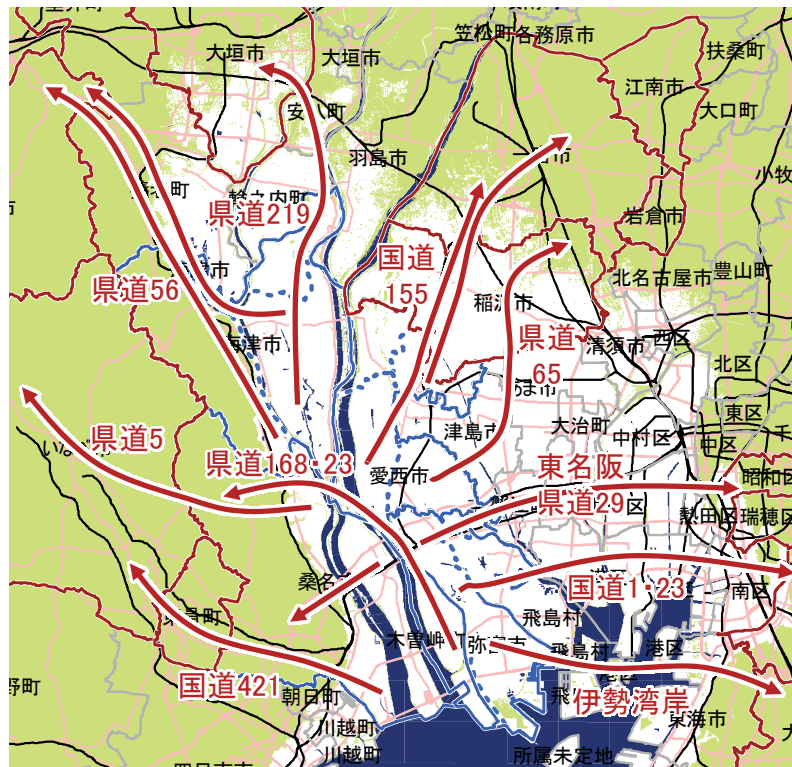 大垣市
大垣市
笠松町
各務原市
扶桑町
江南市
大口町
安八町
羽島市
小牧
県道219
岩倉市
県道56
国道
155
稲沢市
北名古屋市
豊山町
海津市
県道
65
清須市
西区
北区
津島市
大治町
中村区
中区
東区
千
県道5
県道168・23
愛西市
東名阪
県道29
昭和区
熱田区
瑞穂区
国道1・23
南区
飛島村
飛島村
港区
弥富市
国道421
朝日町
野町
伊勢湾岸
東海市
川越町
川越町
所属未定地